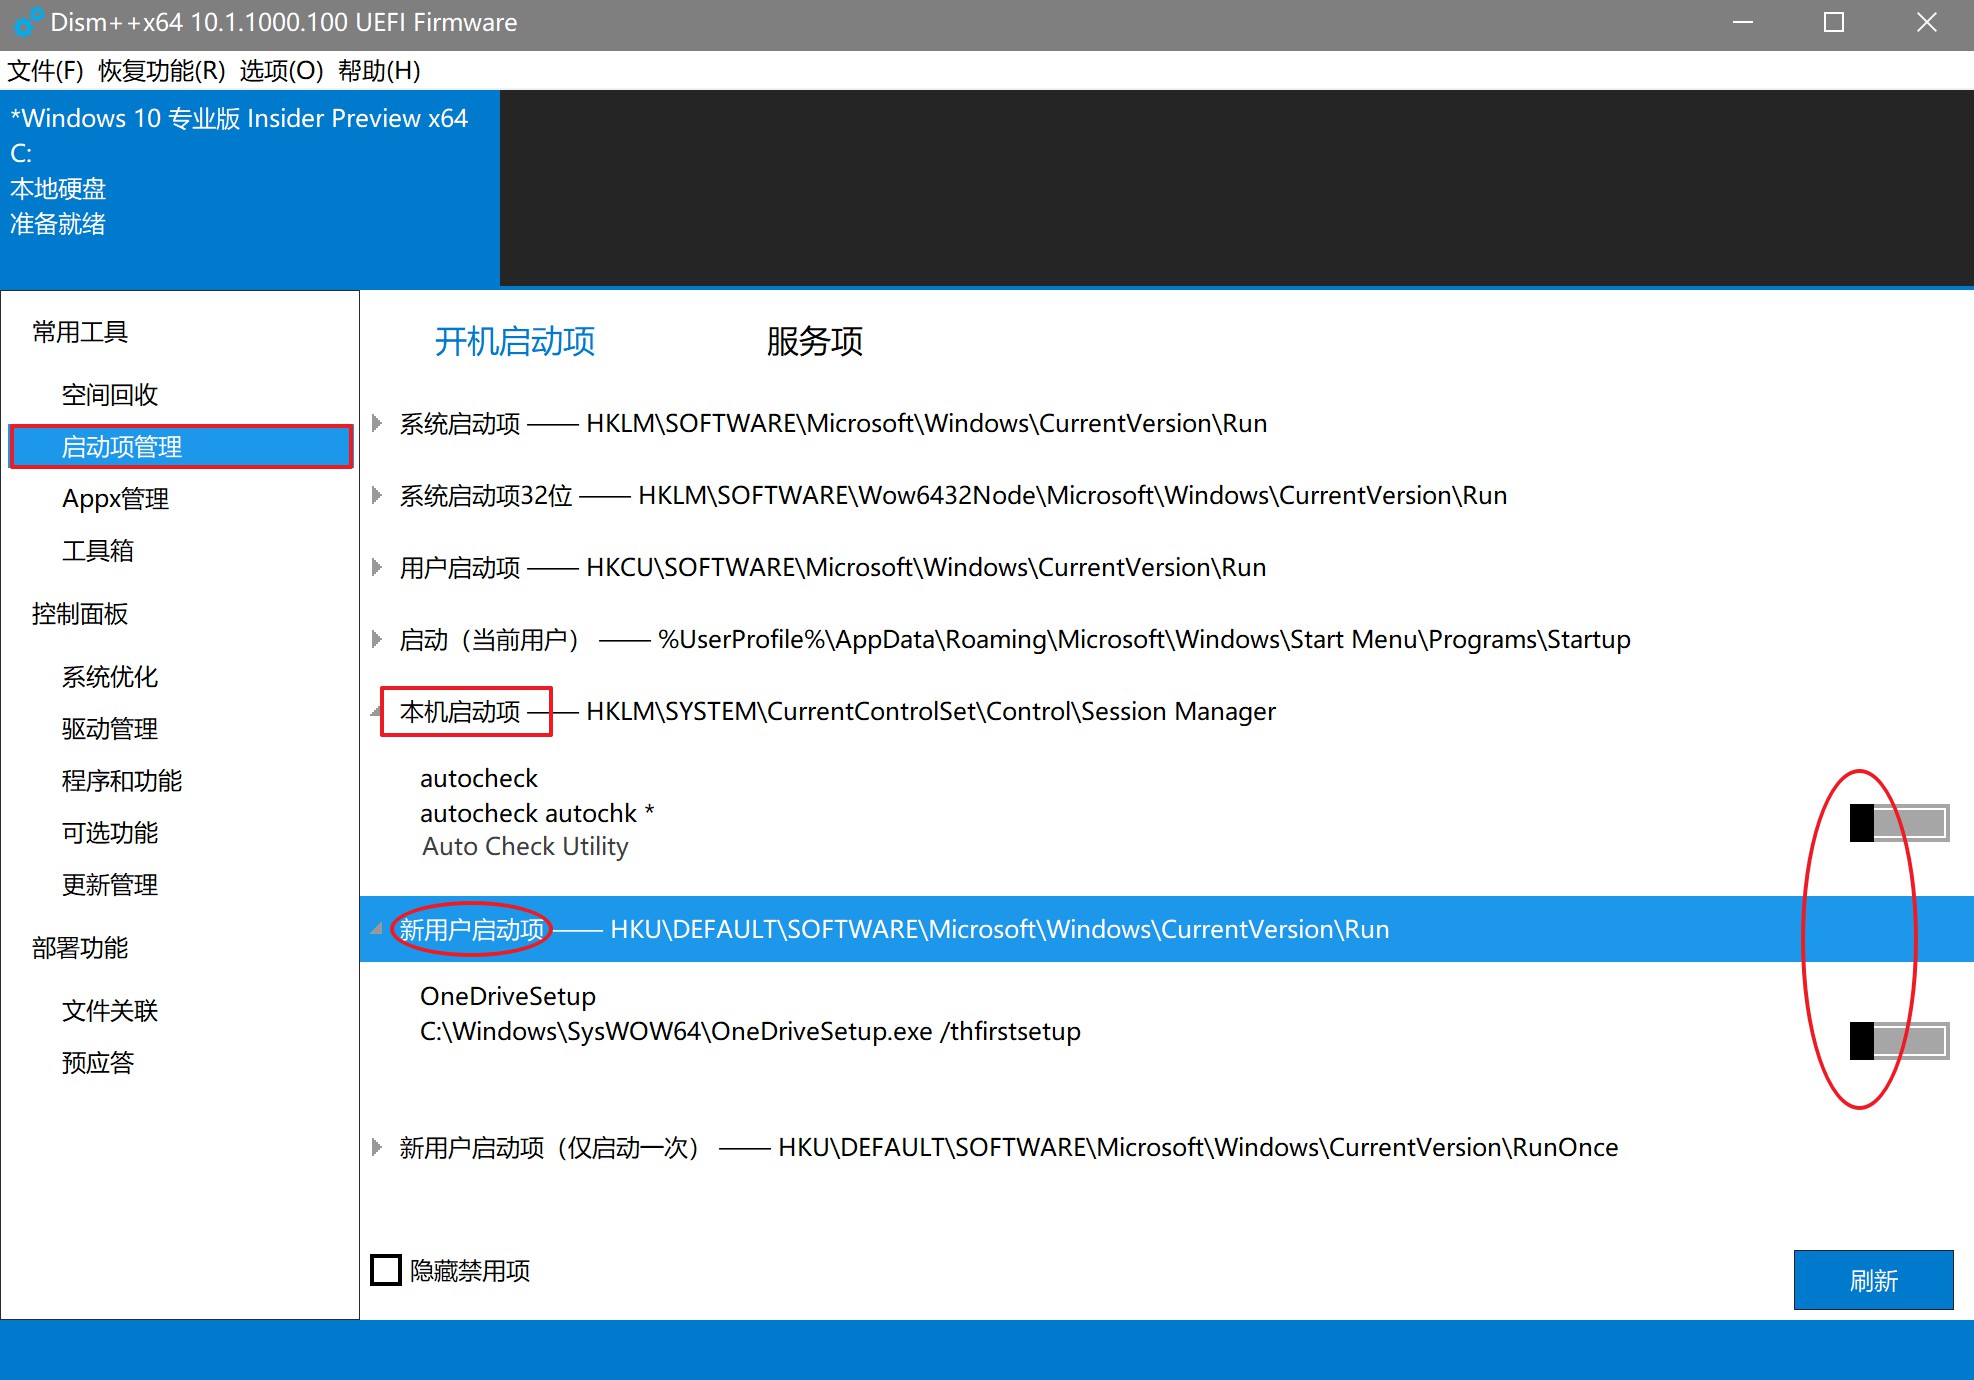 Dism++x64 10.1.1000.100 UEFI Firmware
文件(F) 恢复功能(R) 选项(O) 帮助(H)
*Windows 10 专业版 Insider Preview x64
C:
本地硬盘
准备就绪
常用工具
空间回收
启动项管理
Appx管理
工具箱
控制面板
系统优化
驱动管理
程序和功能
可选功能
更新管理
部署功能
文件关联
预应答
开机启动项 服务项
系统启动项 —— HKLM\SOFTWARE\Microsoft\Windows\CurrentVersion\Run
系统启动项32位 —— HKLM\SOFTWARE\Wow6432Node\Microsoft\Windows\CurrentVersion\Run
用户启动项 —— HKCU\SOFTWARE\Microsoft\Windows\CurrentVersion\Run
启动（当前用户） —— %UserProfile%\AppData\Roaming\Microsoft\Windows\Start Menu\Programs\Startup
本机启动项 —— HKLM\SYSTEM\CurrentControlSet\Control\Session Manager
autocheck
autocheck autochk *
Auto Check Utility
新用户启动项 —— HKU\DEFAULT\SOFTWARE\Microsoft\Windows\CurrentVersion\Run
OneDriveSetup
C:\Windows\SysWOW64\OneDriveSetup.exe /thfirstsetup
新用户启动项（仅启动一次） —— HKU\DEFAULT\SOFTWARE\Microsoft\Windows\CurrentVersion\RunOnce
隐藏禁用项
刷新